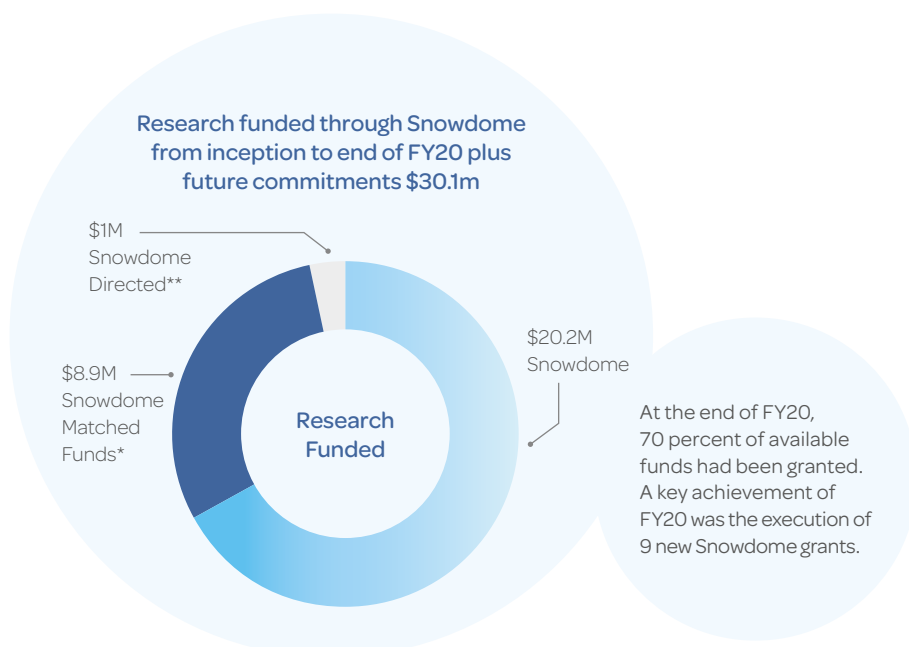 Research funded through Snowdome
from inception to end of FY20 plus
future commitments $30.1m
$1M
Snowdome
Directed**
$20.2M
Snowdome
$8.9M
Snowdome
Matched
Funds*
Research
Funded
At the end of FY20,
70 percent of available
funds had been granted.
A key achievement of
FY20 was the execution of
9 new Snowdome grants.